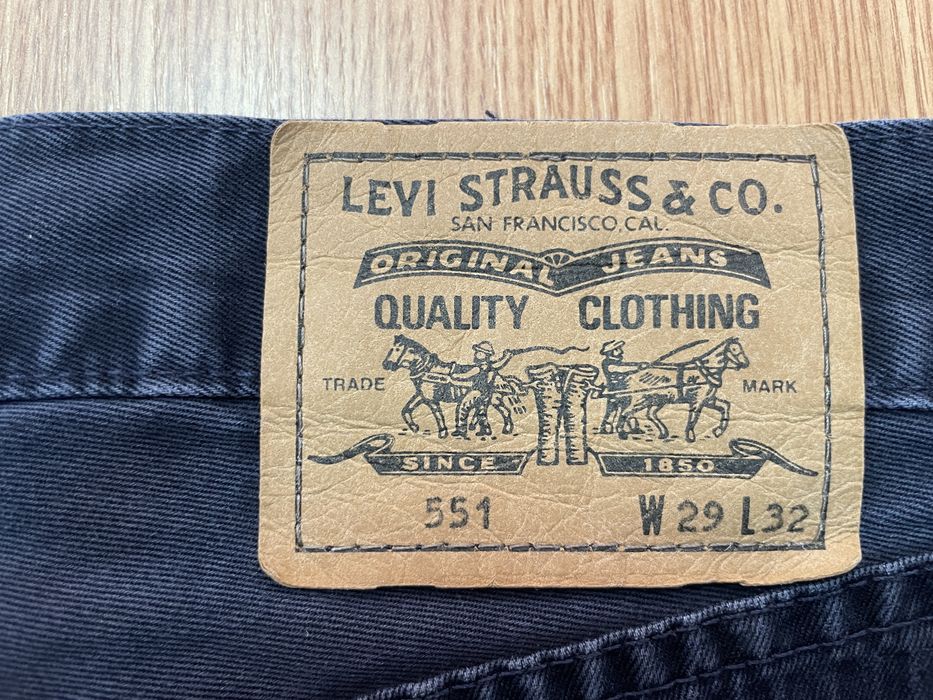 LEVI STRAUSS & CO.
SAN FRANCISCO, CAL.
ORIGINAL JEANS
QUALITY CLOTHING
TRADE MARK
SINCE 1850
551 W 29 L 32